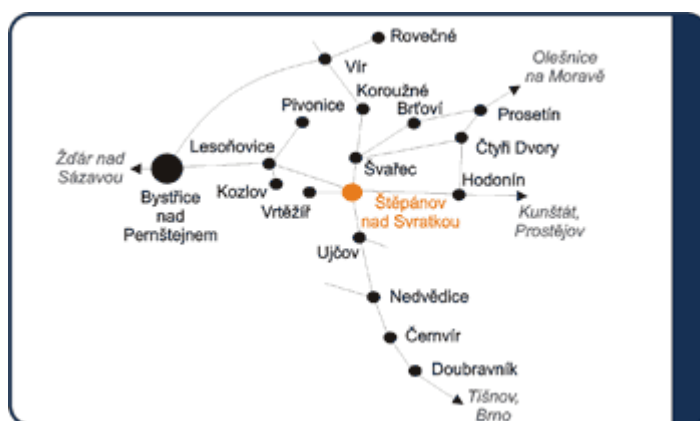 Rovečné
Vír
Olešnice
na Moravě
Koroužné
Pivonice
Brťoví
Prosetín
Lesoňovice
Čtyři Dvory
Žďár nad
Sázavou
Švařec
Bystřice
nad
Pernštejnem
Kozlov
Vrtěžíř
Štěpánov
nad Svratkou
Hodonín
Kunštát,
Prostějov
Ujčov
Nedvědice
Černvír
Doubravník
Tišnov,
Brno